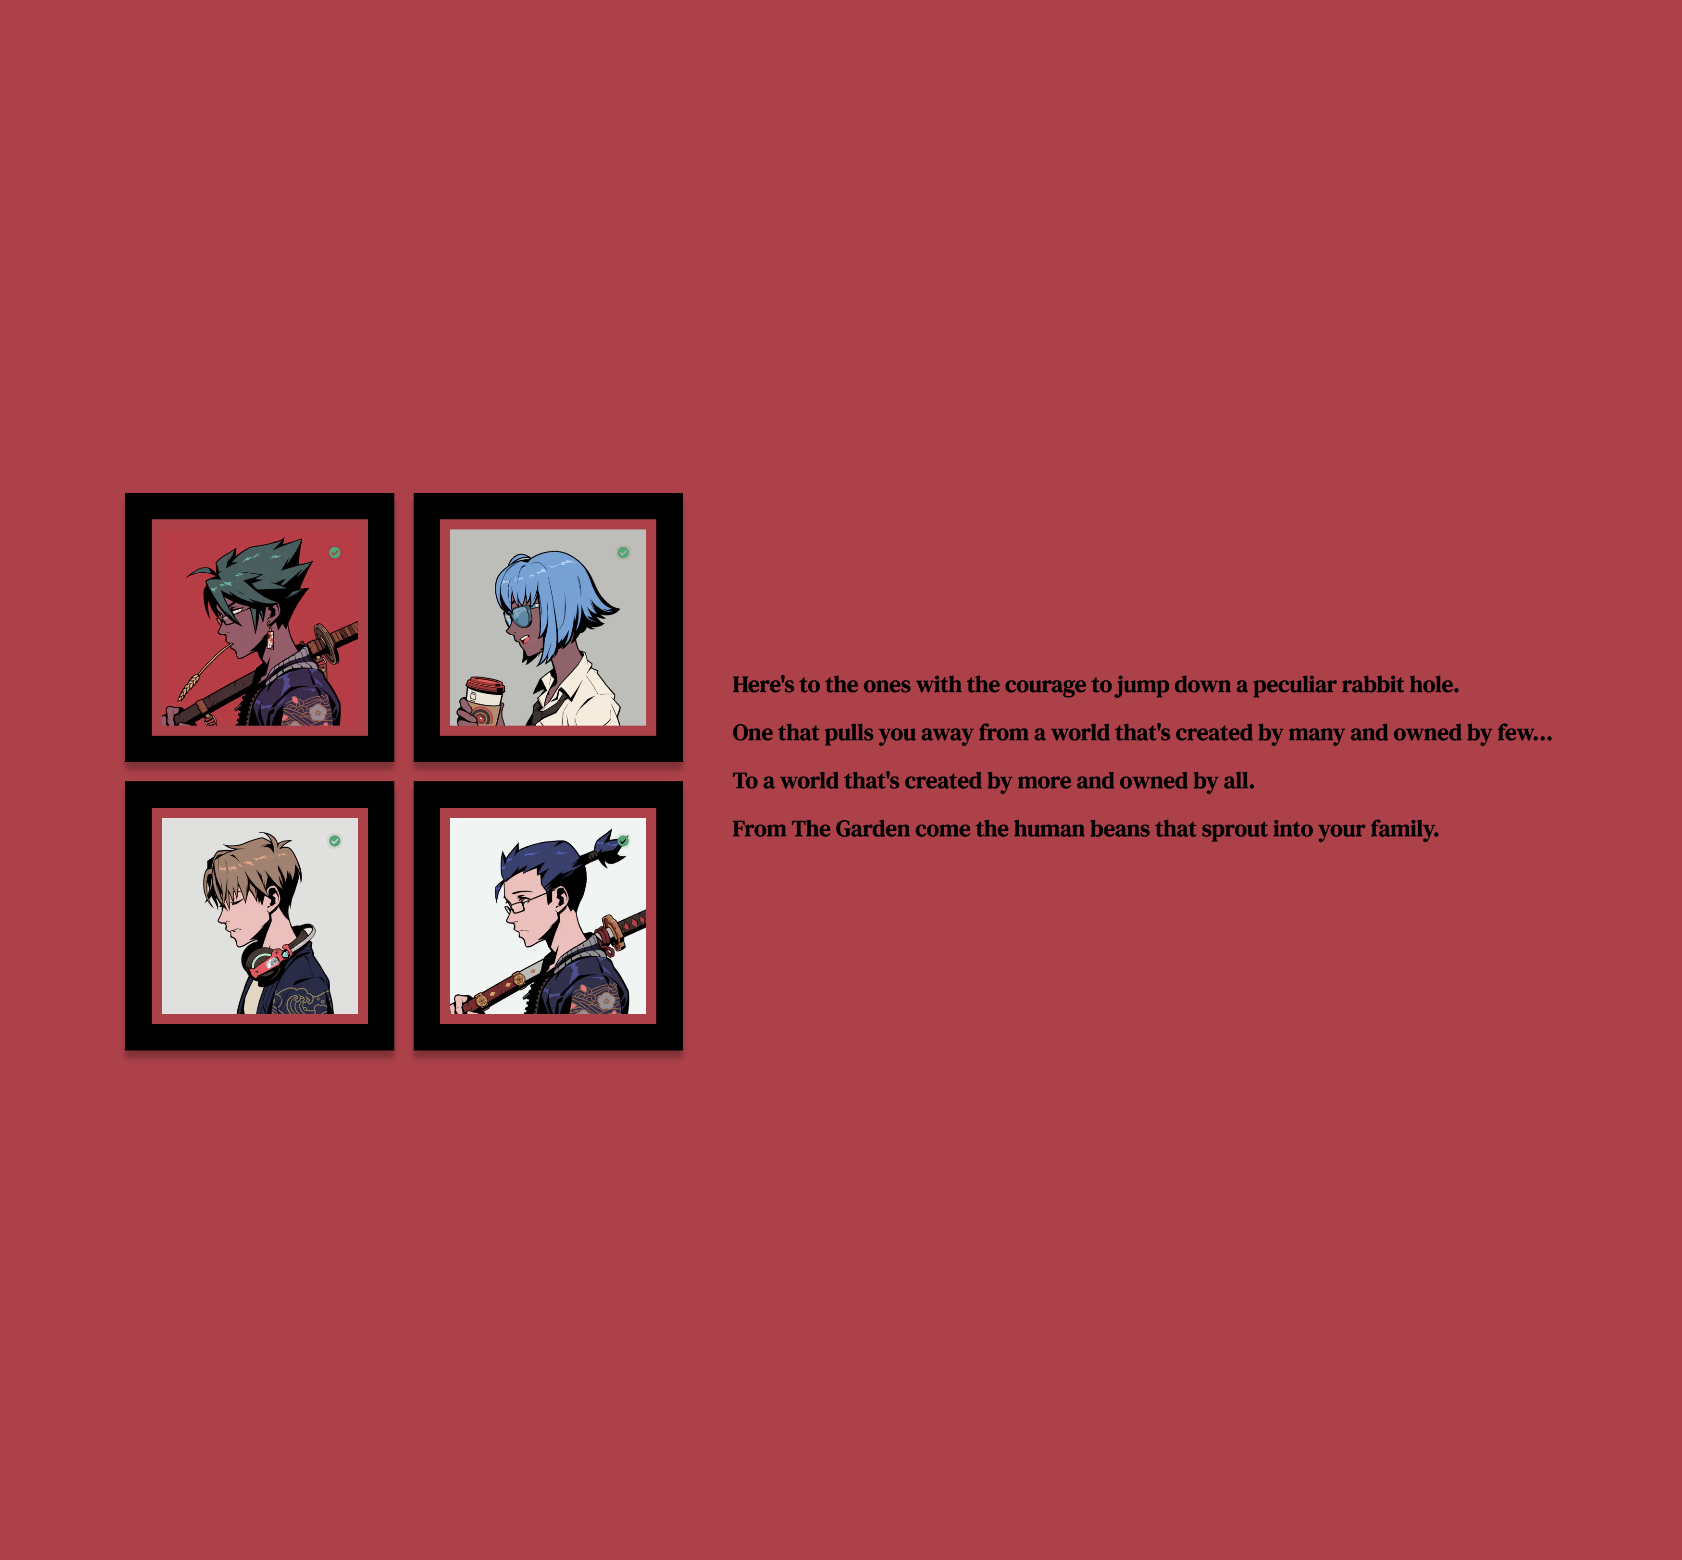 Here's to the ones with the courage to jump down a peculiar rabbit hole.
One that pulls you away from a world that's created by many and owned by few...
To a world that's created by more and owned by all.
From The Garden come the human beans that sprout into your family.